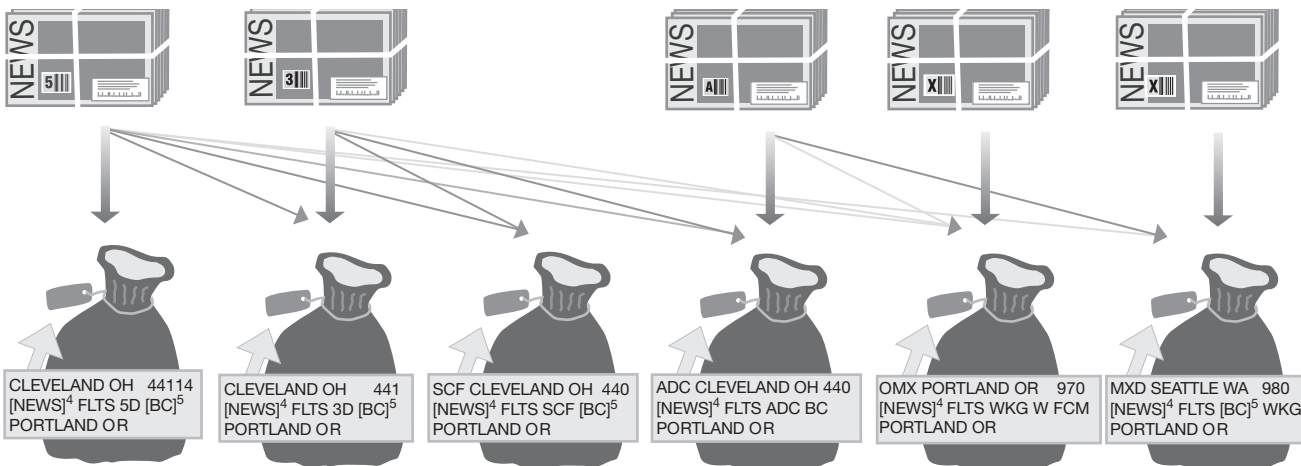 NEWS
5
NEWS
3
NEWS
A
NEWS
X
NEWS
X
CLEVELAND OH 44114
[NEWS]⁴ FLTS 5D [BC]⁵
PORTLAND OR
CLEVELAND OH 441
[NEWS]⁴ FLTS 3D [BC]⁵
PORTLAND OR
SCF CLEVELAND OH 440
[NEWS]⁴ FLTS SCF [BC]⁵
PORTLAND OR
ADC CLEVELAND OH 440
[NEWS]⁴ FLTS ADC BC
PORTLAND OR
OMX PORTLAND OR 970
[NEWS]⁴ FLTS WKG W FCM
PORTLAND OR
MXD SEATTLE WA 980
[NEWS]⁴ FLTS [BC]⁵ WKG
PORTLAND OR